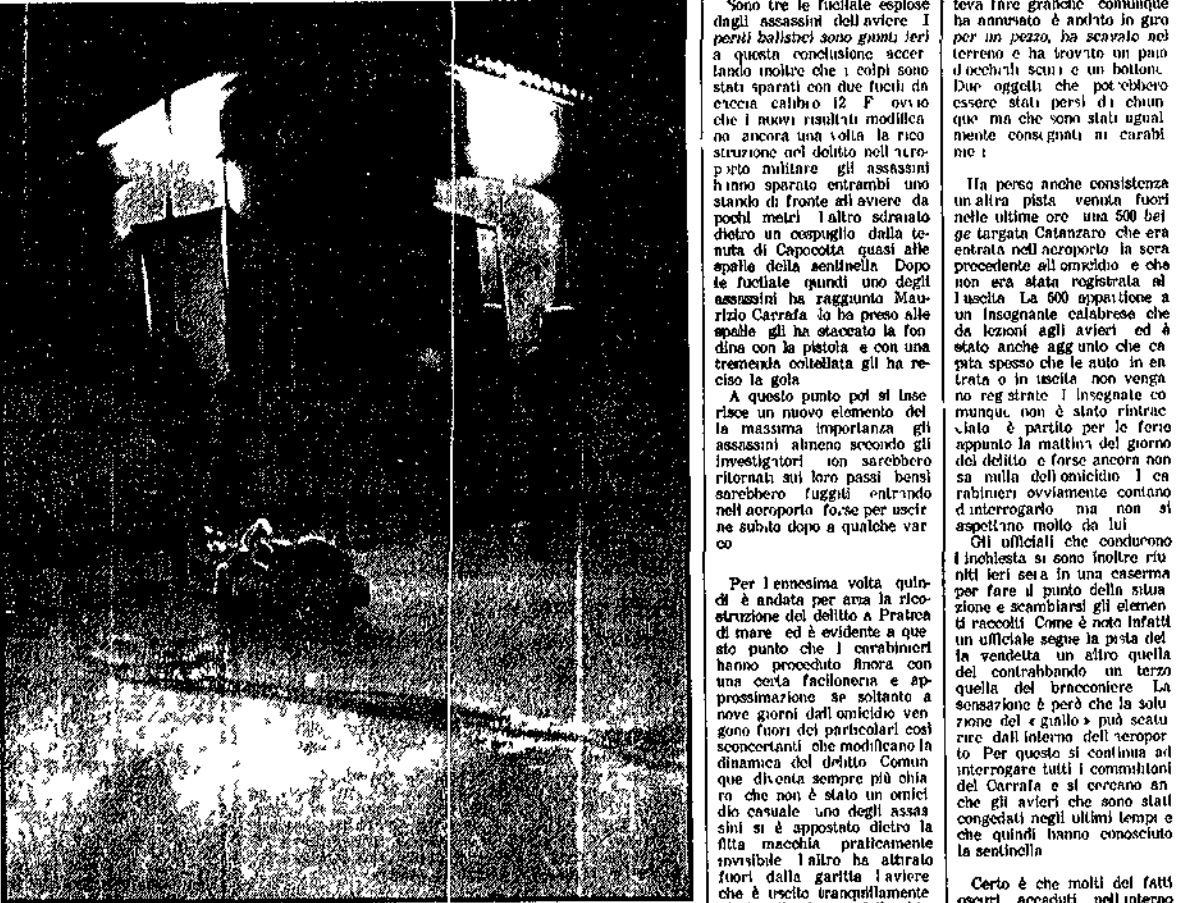 Sono tre le fucilate esplose
dagli assassini dell aviere I
periti balistici sono giunti ieri
a questa conclusione accer
tando inoltre che i colpi sono
stati sparati con due fucili da
caccia calibro 12 F ovvio
che i nuovi risultati modifica
no ancora una volta la rico
struzione del delitto nell aero-
porto militare gli assassini
hanno sparato entrambi uno
stando di fronte all aviere da
pochi metri l altro sdraiato
dietro un cespuglio dalla te-
nuta di Capocotta quasi alle
spalle della sentinella Dopo
le fucilate quindi uno degli
assassini ha raggiunto Mau-
rizio Carrafa lo ha preso alle
spalle gli ha staccato la fon
dina con la pistola e con una
tremenda coltellata gli ha re-
ciso la gola
A questo punto poi si inse
risce un nuovo elemento del
la massima importanza gli
assassini almeno secondo gli
investigatori non sarebbero
ritornati sui loro passi bensi
sarebbero fuggiti entrando
nell aeroporto forse per uscir
ne subito dopo a qualche var
co
Per l ennesima volta quin-
di è andata per aria la rico-
struzione del delitto a Pratica
di mare ed è evidente a que
sto punto che i carabinieri
hanno proceduto finora con
una certa faciloneria e ap-
prossimazione se soltanto a
nove giorni dall omicidio ven
gono fuori dei particolari così
sconcertanti che modificano la
dinamica del delitto Comun
que diventa sempre più chia
ro che non è stato un omici
dio casuale uno degli assas
sini si è appostato dietro la
fitta macchia praticamente
invisibile l altro ha attirato
fuori dalla garitta l aviere
che è uscito tranquillamente
teva fare grafiche comunque
ha annusato è andato in giro
per un pezzo, ha scavato nel
terreno e ha trovato un paio
d occhiali scuri e un bottone
Due oggetti che potrebbero
essere stati persi da chiun
que ma che sono stati ugual
mente consegnati ai carabi
nie i
Ha perso anche consistenza
un altra pista venuta fuori
nelle ultime ore una 500 bei
ge targata Catanzaro che era
entrata nell aeroporto la sera
precedente all omicidio e che
non era stata registrata al
l uscita La 500 appartiene a
un insegnante calabrese che
da lezioni agli avieri ed è
stato anche agg unto che ca
pita spesso che le auto in en
trata o in uscita non venga
no reg strate I insegnate co
munque non è stato rintrac
ciato è partito per le ferie
appunto la mattina del giorno
del delitto e forse ancora non
sa nulla dell omicidio I ca
rabinieri ovviamente contano
d interrogarlo ma non si
aspettano molto da lui
Gli ufficiali che conducono
l inchiesta si sono inoltre riu
niti ieri sera in una caserma
per fare il punto della situa
zione e scambiarsi gli elemen
ti raccolti Come è noto infatti
un ufficiale segue la pista del
la vendetta un altro quella
del contrabbando un terzo
quella del bracconiere La
sensazione è però che la solu
zione del « giallo » può scatu
rire dall interno dell aeropor
to Per questo si continua ad
interrogare tutti i commilitoni
del Carrafa e si cercano an
che gli avieri che sono stati
congedati negli ultimi tempi e
che quindi hanno conosciuto
la sentinella
Certo è che molti dei fatti
oscuri accaduti nell interno